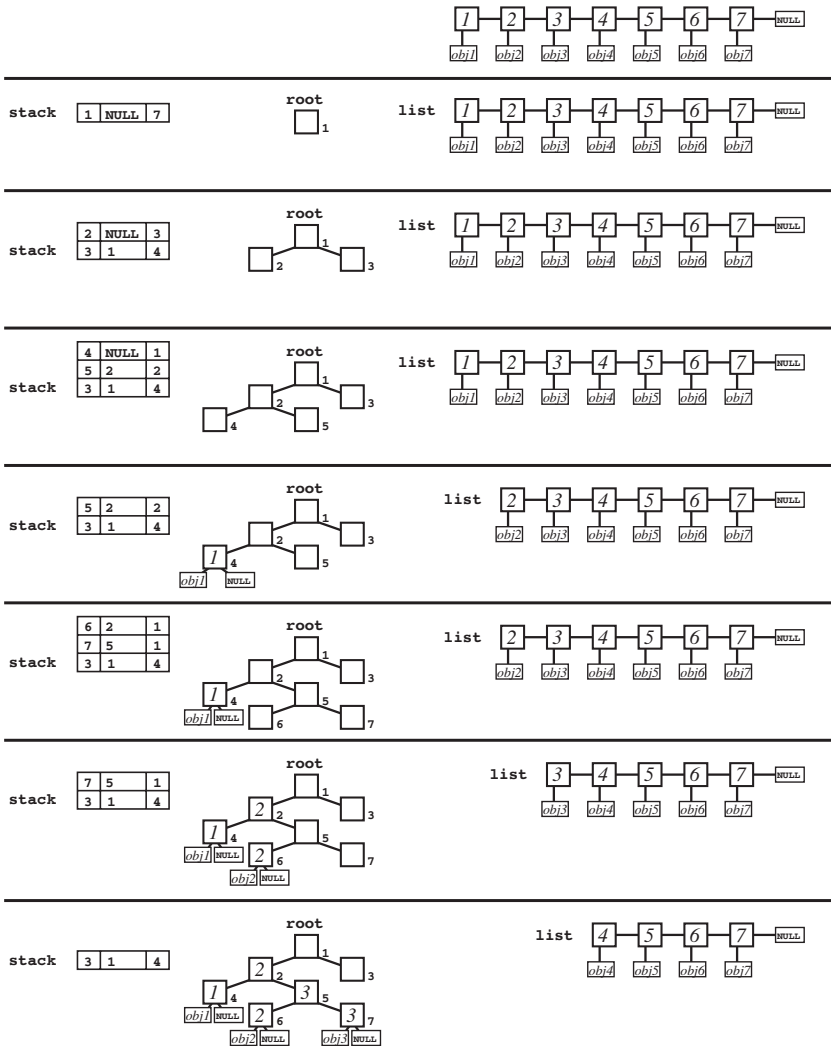 1 2 3 4 5 6 7 NULL
obj1 obj2 obj3 obj4 obj5 obj6 obj7
root
stack 1 NULL 7
1
list 1 2 3 4 5 6 7 NULL
obj1 obj2 obj3 obj4 obj5 obj6 obj7
root
stack
2 NULL 3
3 1 4
1
2 3
list 1 2 3 4 5 6 7 NULL
obj1 obj2 obj3 obj4 obj5 obj6 obj7
root
stack
4 NULL 1
5 2 2
3 1 4
1
2 3
4 5
list 1 2 3 4 5 6 7 NULL
obj1 obj2 obj3 obj4 obj5 obj6 obj7
root
stack
5 2 2
3 1 4
1
2 3
1 4 5
obj1 NULL
list 2 3 4 5 6 7 NULL
obj2 obj3 obj4 obj5 obj6 obj7
root
stack
6 2 1
7 5 1
3 1 4
1
2 3
1 4 5
obj1 NULL 6 7
list 2 3 4 5 6 7 NULL
obj2 obj3 obj4 obj5 obj6 obj7
root
stack
7 5 1
3 1 4
1
2 2 3
1 4 5
obj1 NULL 2 6 7
obj2 NULL
list 3 4 5 6 7 NULL
obj3 obj4 obj5 obj6 obj7
root
stack 3 1 4
1
2 2 3
1 4 3 5
obj1 NULL 2 6 3 7
obj2 NULL obj3 NULL
list 4 5 6 7 NULL
obj4 obj5 obj6 obj7